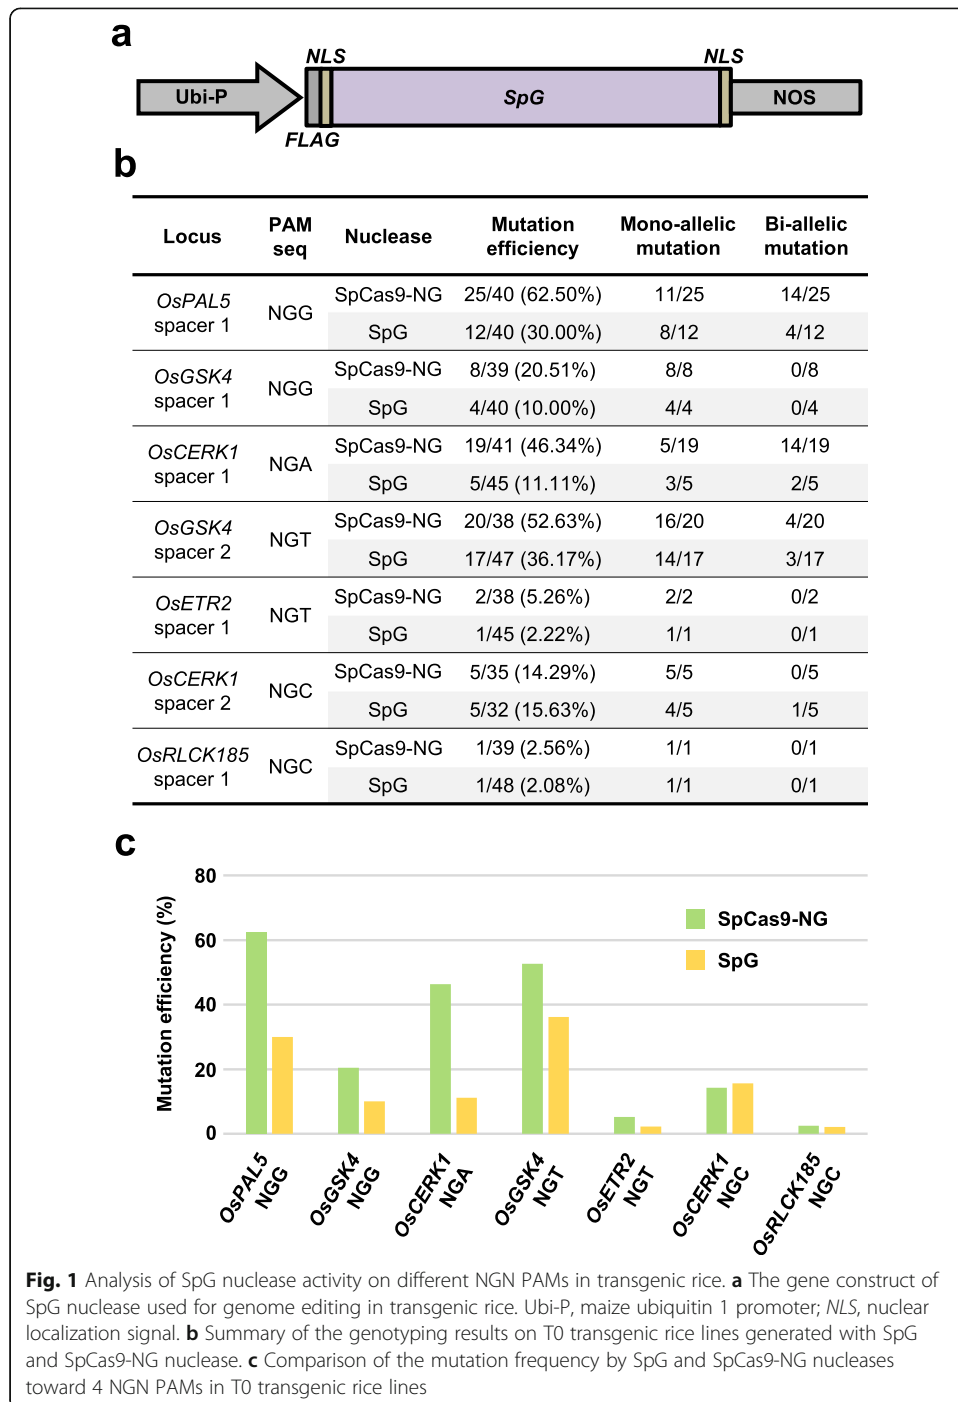 a
NLS
NLS
Ubi-P
SpG
NOS
FLAG
b
Locus
PAM seq
Nuclease
Mutation efficiency
Mono-allelic mutation
Bi-allelic mutation
OsPAL5 spacer 1
NGG
SpCas9-NG 25/40 (62.50%) 11/25 14/25
SpG 12/40 (30.00%) 8/12 4/12
OsGSK4 spacer 1
NGG
SpCas9-NG 8/39 (20.51%) 8/8 0/8
SpG 4/40 (10.00%) 4/4 0/4
OsCERK1 spacer 1
NGA
SpCas9-NG 19/41 (46.34%) 5/19 14/19
SpG 5/45 (11.11%) 3/5 2/5
OsGSK4 spacer 2
NGT
SpCas9-NG 20/38 (52.63%) 16/20 4/20
SpG 17/47 (36.17%) 14/17 3/17
OsETR2 spacer 1
NGT
SpCas9-NG 2/38 (5.26%) 2/2 0/2
SpG 1/45 (2.22%) 1/1 0/1
OsCERK1 spacer 2
NGC
SpCas9-NG 5/35 (14.29%) 5/5 0/5
SpG 5/32 (15.63%) 4/5 1/5
OsRLCK185 spacer 1
NGC
SpCas9-NG 1/39 (2.56%) 1/1 0/1
SpG 1/48 (2.08%) 1/1 0/1
c
Mutation efficiency (%)
80
60
40
20
0
SpCas9-NG
SpG
OsPAL5 NGG
OsGSK4 NGG
OsCERK1 NGA
OsGSK4 NGT
OsETR2 NGT
OsCERK1 NGC
OsRLCK185 NGC
Fig. 1 Analysis of SpG nuclease activity on different NGN PAMs in transgenic rice. a The gene construct of
SpG nuclease used for genome editing in transgenic rice. Ubi-P, maize ubiquitin 1 promoter; NLS, nuclear
localization signal. b Summary of the genotyping results on T0 transgenic rice lines generated with SpG
and SpCas9-NG nuclease. c Comparison of the mutation frequency by SpG and SpCas9-NG nucleases
toward 4 NGN PAMs in T0 transgenic rice lines